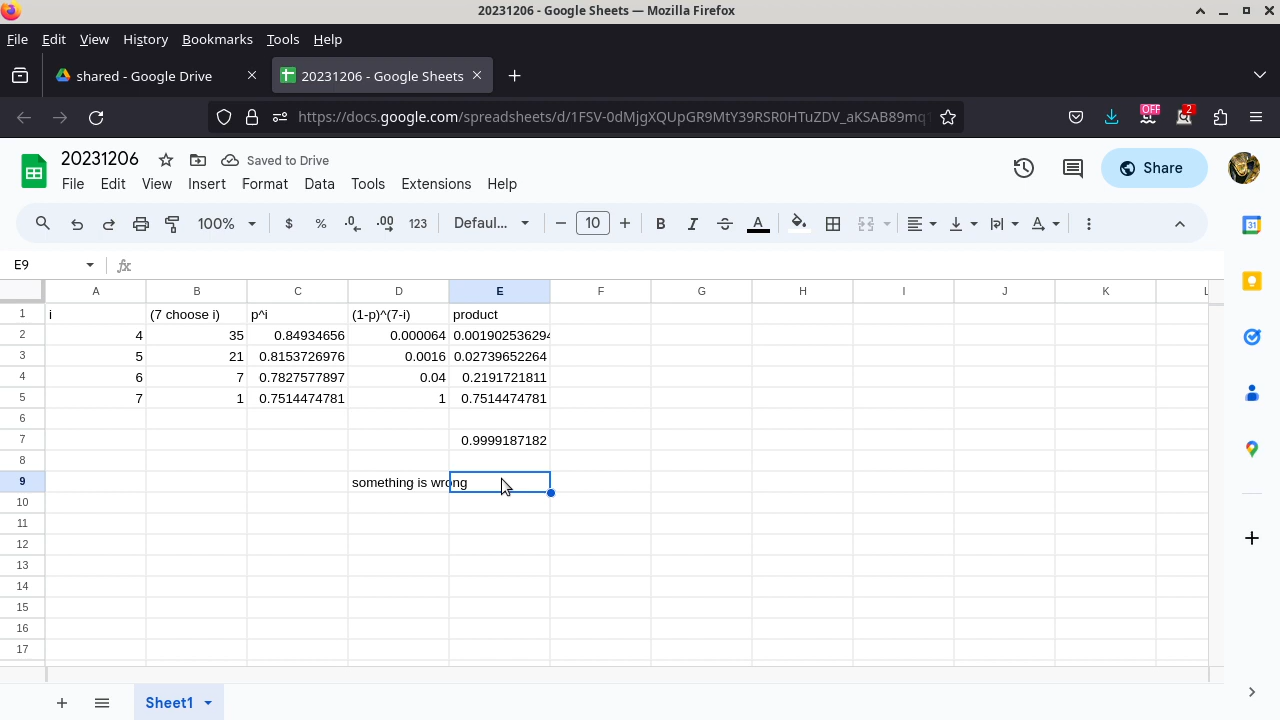 20231206 - Google Sheets — Mozilla Firefox
File Edit View History Bookmarks Tools Help
shared - Google Drive
20231206 - Google Sheets
https://docs.google.com/spreadsheets/d/1FSV-0dMjgXQUpGR9MtY39RSR0HTuZDV_aKSAB89mq
OFF
2
20231206
Saved to Drive
File Edit View Insert Format Data Tools Extensions Help
Share
100% $ % .0 .00 123 Defaul... 10 B I A
E9
A B C D E F G H I J K L
1 i (7 choose i) p^i (1-p)^(7-i) product
2 4 35 0.84934656 0.000064 0.001902536294
3 5 21 0.8153726976 0.0016 0.02739652264
4 6 7 0.7827577897 0.04 0.2191721811
5 7 1 0.7514474781 1 0.7514474781
6
7 0.9999187182
8
9 something is wrong
10
11
12
13
14
15
16
17
Sheet1
31